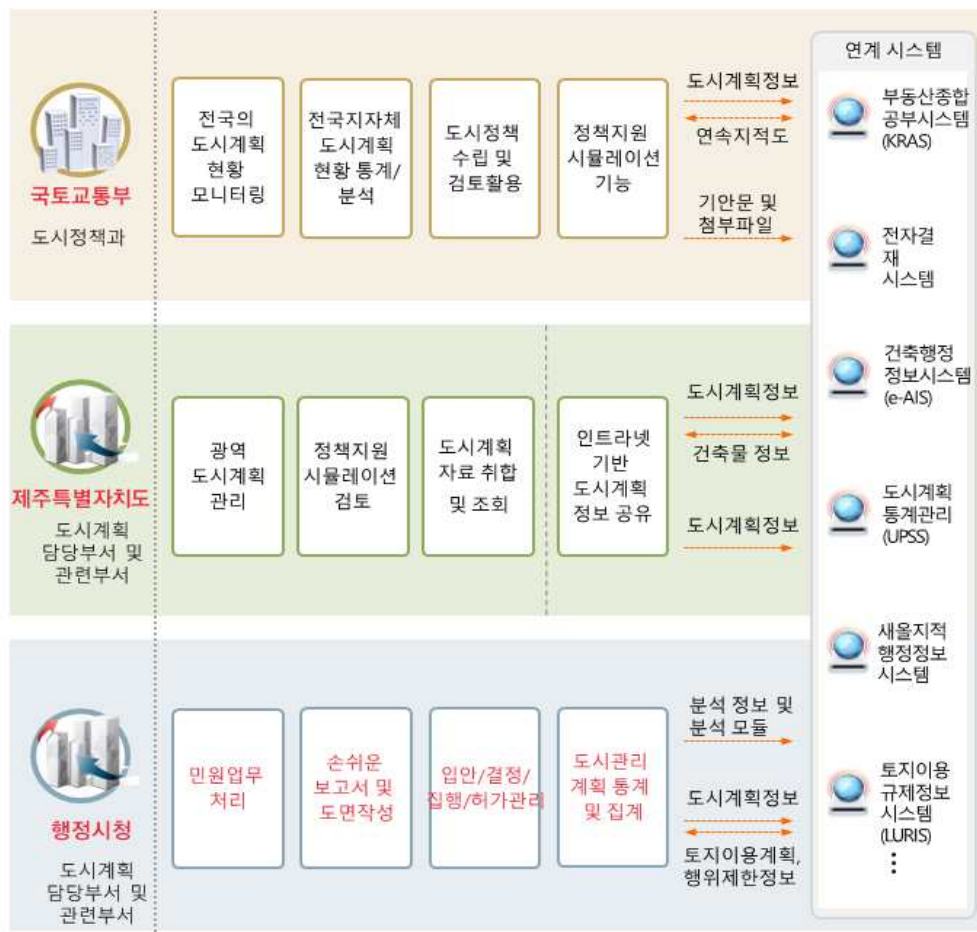 국토교통부
도시정책과
전국의
도시계획
현황
모니터링
전국지자체
도시계획
현황 통계/
분석
도시정책
수립 및
검토활용
정책지원
시뮬레이션
기능
도시계획정보
연속지적도
기안문 및
첨부파일
제주특별자치도
도시계획
담당부서 및
관련부서
광역
도시계획
관리
정책지원
시뮬레이션
검토
도시계획
자료 취합
및 조회
인트라넷
기반
도시계획
정보 공유
도시계획정보
건축물 정보
도시계획정보
행정시청
도시계획
담당부서 및
관련부서
민원업무
처리
손쉬운
보고서 및
도면작성
입안/결정/
집행/허가관리
도시관리
계획 통계
및 집계
분석 정보 및
분석 모듈
도시계획정보
토지이용계획,
행위제한정보
연계 시스템
부동산종합
공부시스템
(KRAS)
전자결
재
시스템
건축행정
정보시스템
(e-AIS)
도시계획
통계관리
(UPSS)
새올지적
행정정보
시스템
토지이용
규제정보
시스템
(LURIS)
⋮